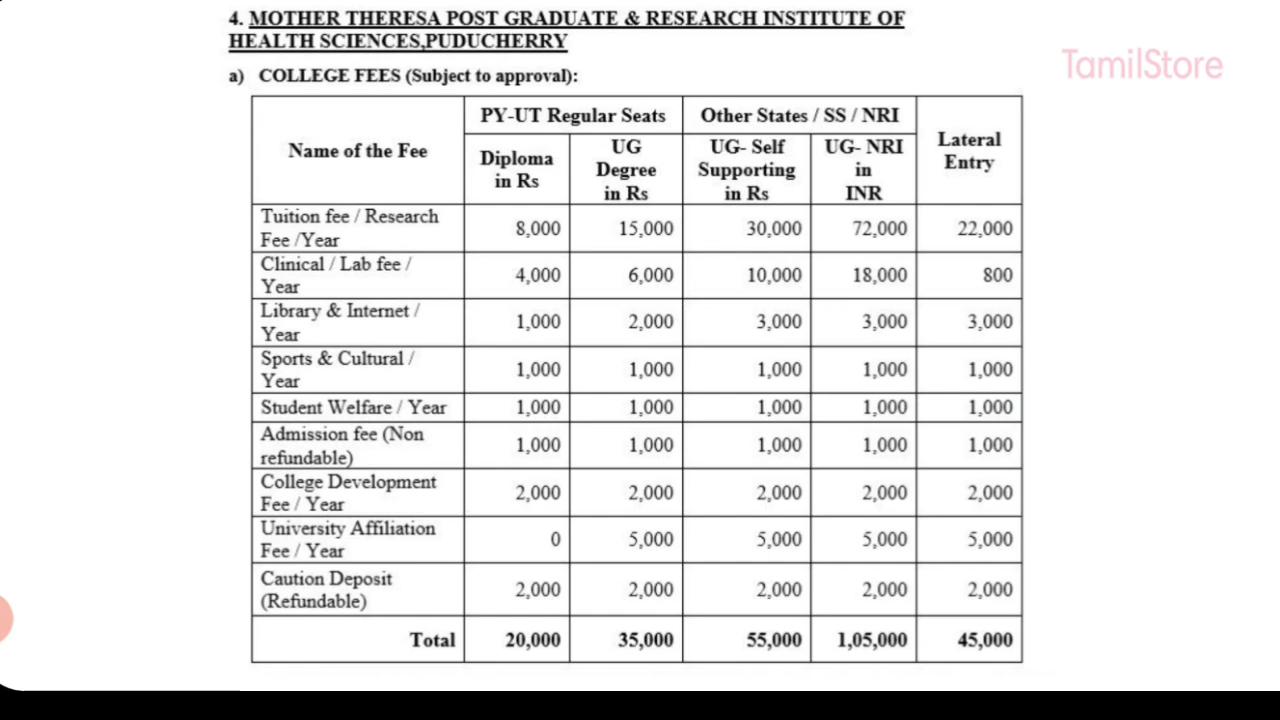 TamilStore
4. MOTHER THERESA POST GRADUATE & RESEARCH INSTITUTE OF
HEALTH SCIENCES,PUDUCHERRY
a) COLLEGE FEES (Subject to approval):
Name of the Fee
PY-UT Regular Seats
Other States / SS / NRI
Lateral
Entry
Diploma
in Rs
UG
Degree
in Rs
UG- Self
Supporting
in Rs
UG- NRI
in
INR
Tuition fee / Research
Fee /Year
8,000 15,000 30,000 72,000 22,000
Clinical / Lab fee /
Year
4,000 6,000 10,000 18,000 800
Library & Internet /
Year
1,000 2,000 3,000 3,000 3,000
Sports & Cultural /
Year
1,000 1,000 1,000 1,000 1,000
Student Welfare / Year 1,000 1,000 1,000 1,000 1,000
Admission fee (Non
refundable)
1,000 1,000 1,000 1,000 1,000
College Development
Fee / Year
2,000 2,000 2,000 2,000 2,000
University Affiliation
Fee / Year
0 5,000 5,000 5,000 5,000
Caution Deposit
(Refundable)
2,000 2,000 2,000 2,000 2,000
Total 20,000 35,000 55,000 1,05,000 45,000